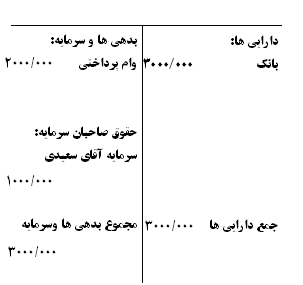 دارایی ها:
بانک ۳۰۰۰/۰۰۰
جمع دارایی ها ۳۰۰۰/۰۰۰
بدهی ها و سرمایه:
وام پرداختی ۲۰۰۰/۰۰۰
حقوق صاحبان سرمایه:
سرمایه آقای سعیدی
۱۰۰۰/۰۰۰
مجموع بدهی ها وسرمایه
۳۰۰۰/۰۰۰